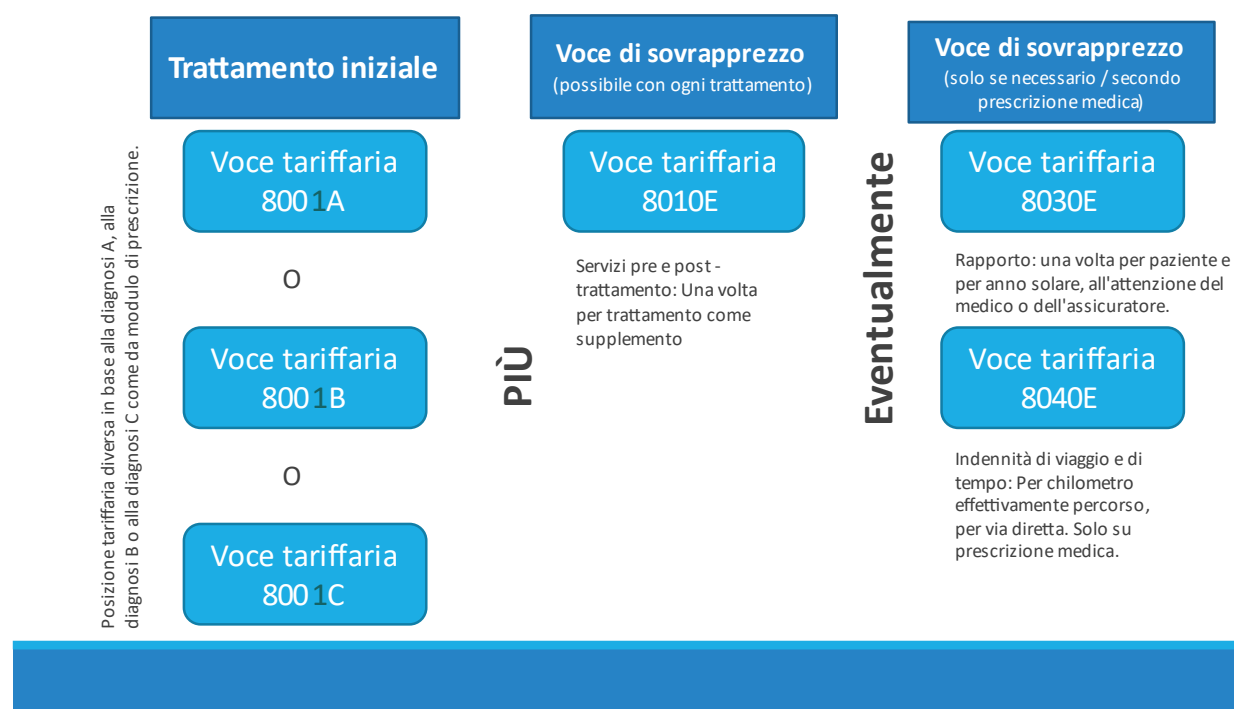 Trattamento iniziale
Posizione tariffaria diversa in base alla diagnosi A, alla
diagnosi B o alla diagnosi C come da modulo di prescrizione.
Voce tariffaria
8001A
O
Voce tariffaria
8001B
O
Voce tariffaria
8001C
PIÙ
Voce di sovrapprezzo
(possibile con ogni trattamento)
Voce tariffaria
8010E
Servizi pre e post -
trattamento: Una volta
per trattamento come
supplemento
Eventualmente
Voce di sovrapprezzo
(solo se necessario / secondo
prescrizione medica)
Voce tariffaria
8030E
Rapporto: una volta per paziente e
per anno solare, all'attenzione del
medico o dell'assicuratore.
Voce tariffaria
8040E
Indennità di viaggio e di
tempo: Per chilometro
effettivamente percorso,
per via diretta. Solo su
prescrizione medica.